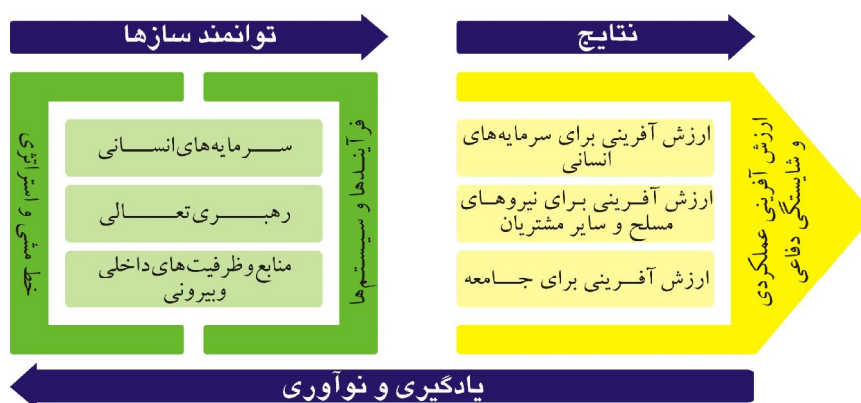 توانمند سازها
نتایج
خط مشی و استراتژی
سرمایه‌های انسانی
رهبری تعالی
منابع و ظرفیت‌های داخلی
وبیرونی
فرآیندها و سیستم‌ها
ارزش آفرینی برای سرمایه‌های
انسانی
ارزش آفرینی برای نیروهای
مسلح و سایر مشتریان
ارزش آفرینی برای جامعه
ارزش آفرینی عملکردی
و شایستگی دفاعی
یادگیری و نوآوری